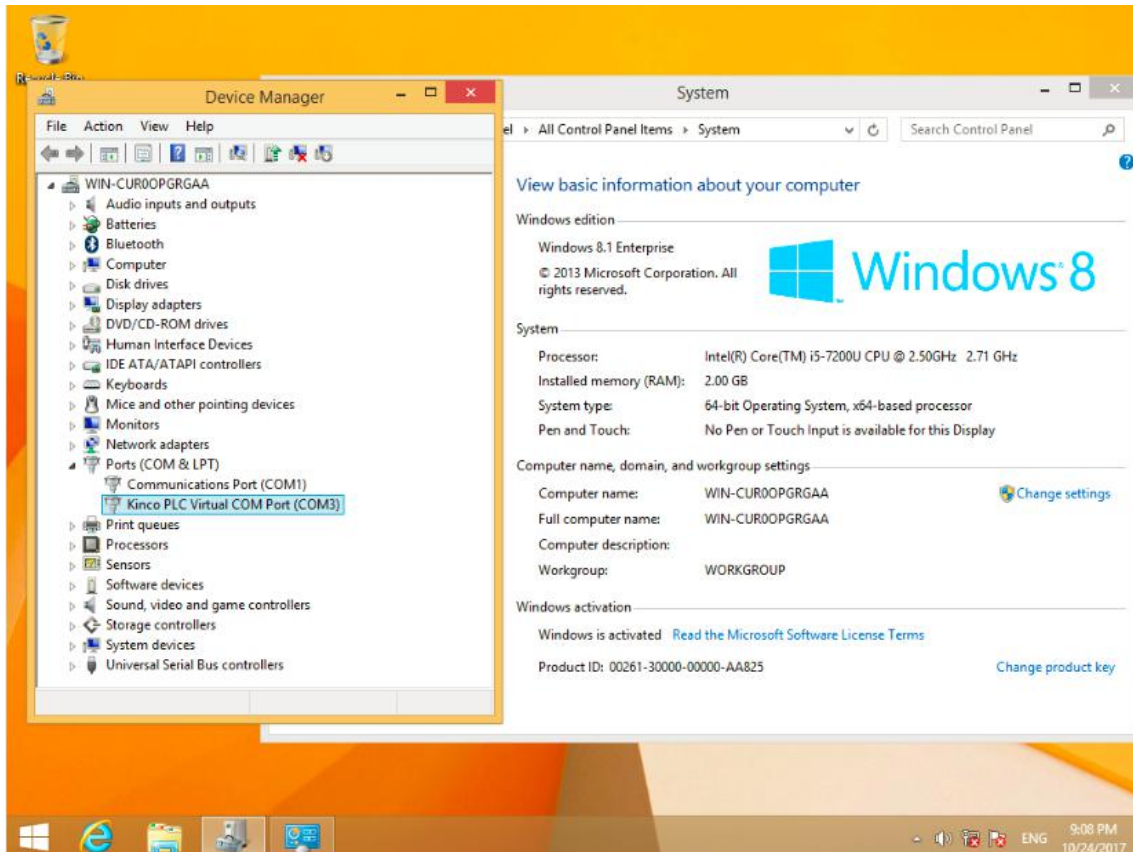 Recycle Bin
Device Manager
File Action View Help
WIN-CUR0OPGRGAA
Audio inputs and outputs
Batteries
Bluetooth
Computer
Disk drives
Display adapters
DVD/CD-ROM drives
Human Interface Devices
IDE ATA/ATAPI controllers
Keyboards
Mice and other pointing devices
Monitors
Network adapters
Ports (COM & LPT)
Communications Port (COM1)
Kinco PLC Virtual COM Port (COM3)
Print queues
Processors
Sensors
Software devices
Sound, video and game controllers
Storage controllers
System devices
Universal Serial Bus controllers
System
el All Control Panel Items System Search Control Panel
View basic information about your computer
Windows edition
Windows 8.1 Enterprise
© 2013 Microsoft Corporation. All
rights reserved.
Windows 8
System
Processor: Intel(R) Core(TM) i5-7200U CPU @ 2.50GHz 2.71 GHz
Installed memory (RAM): 2.00 GB
System type: 64-bit Operating System, x64-based processor
Pen and Touch: No Pen or Touch Input is available for this Display
Computer name, domain, and workgroup settings
Computer name: WIN-CUR0OPGRGAA Change settings
Full computer name: WIN-CUR0OPGRGAA
Computer description:
Workgroup: WORKGROUP
Windows activation
Windows is activated Read the Microsoft Software License Terms
Product ID: 00261-30000-00000-AA825 Change product key
ENG 9:08 PM
10/24/2017